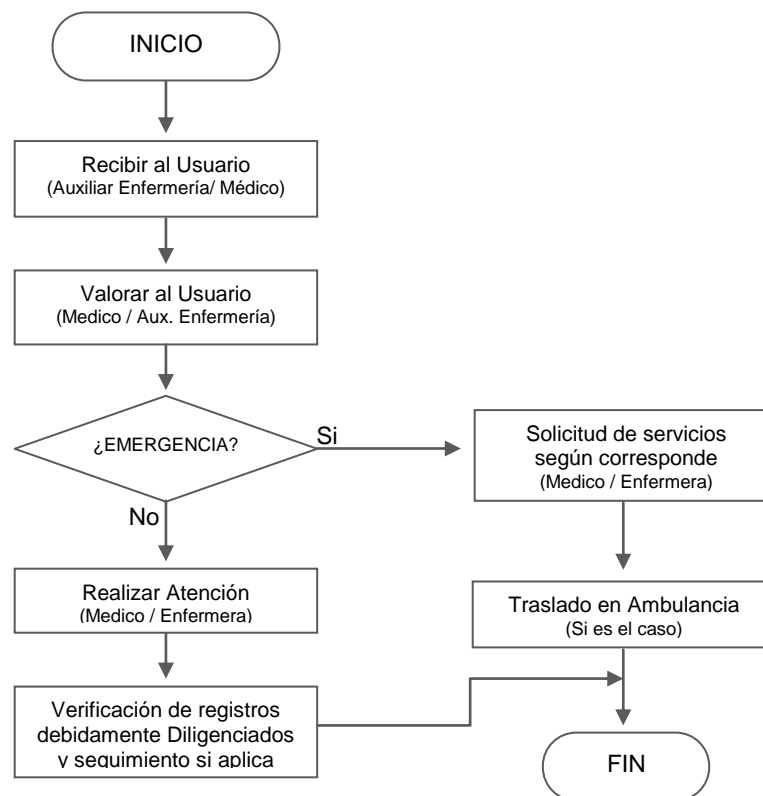 INICIO
Recibir al Usuario
(Auxiliar Enfermería/ Médico)
Valorar al Usuario
(Medico / Aux. Enfermería)
¿EMERGENCIA?
Si
No
Solicitud de servicios
según corresponde
(Medico / Enfermera)
Realizar Atención
(Medico / Enfermera)
Traslado en Ambulancia
(Si es el caso)
Verificación de registros
debidamente Diligenciados
y seguimiento si aplica
FIN